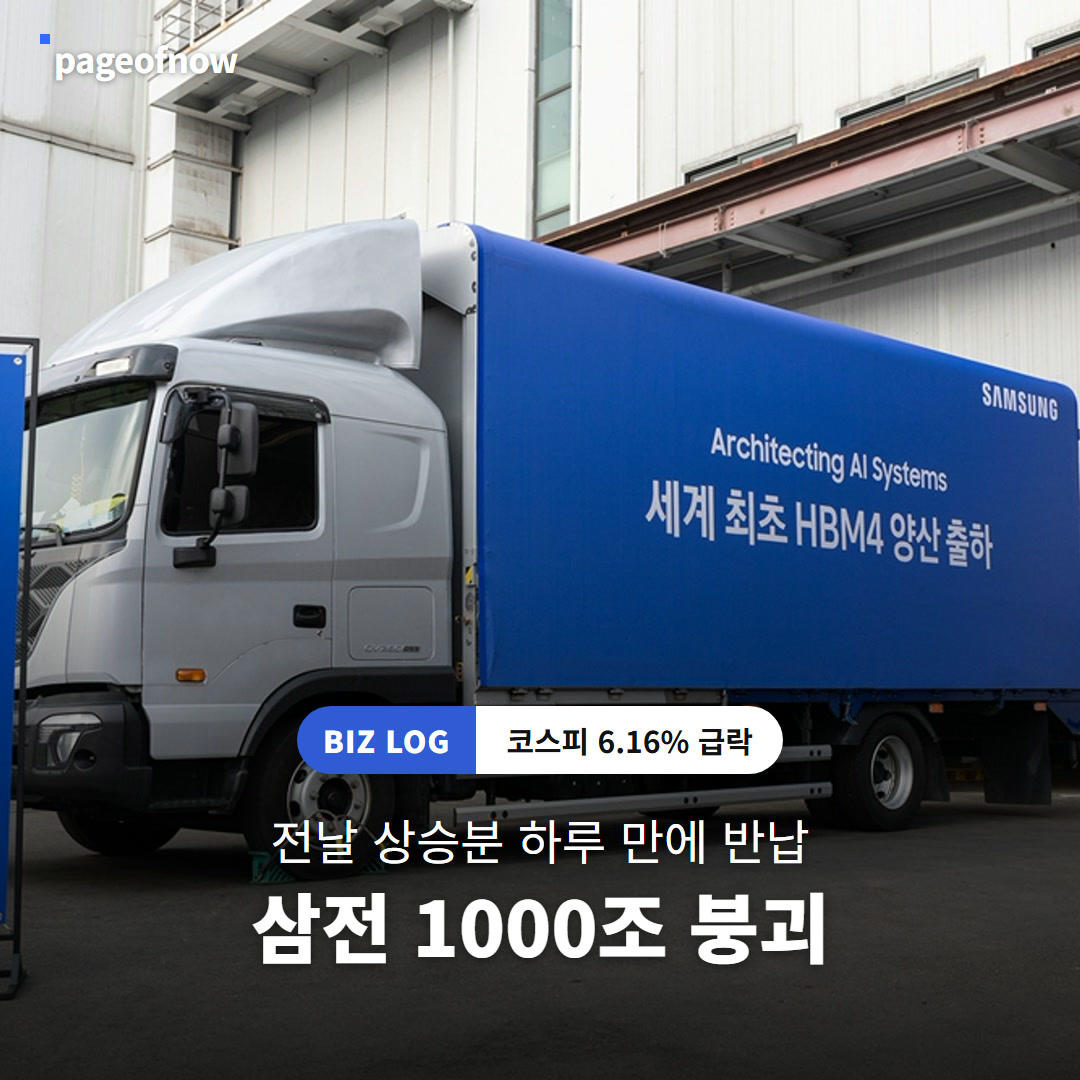 pageofnow
SAMSUNG
Architecting AI Systems
세계 최초 HBM4 양산 출하
BIZ LOG
코스피 6.16% 급락
전날 상승분 하루 만에 반납
삼전 1000조 붕괴